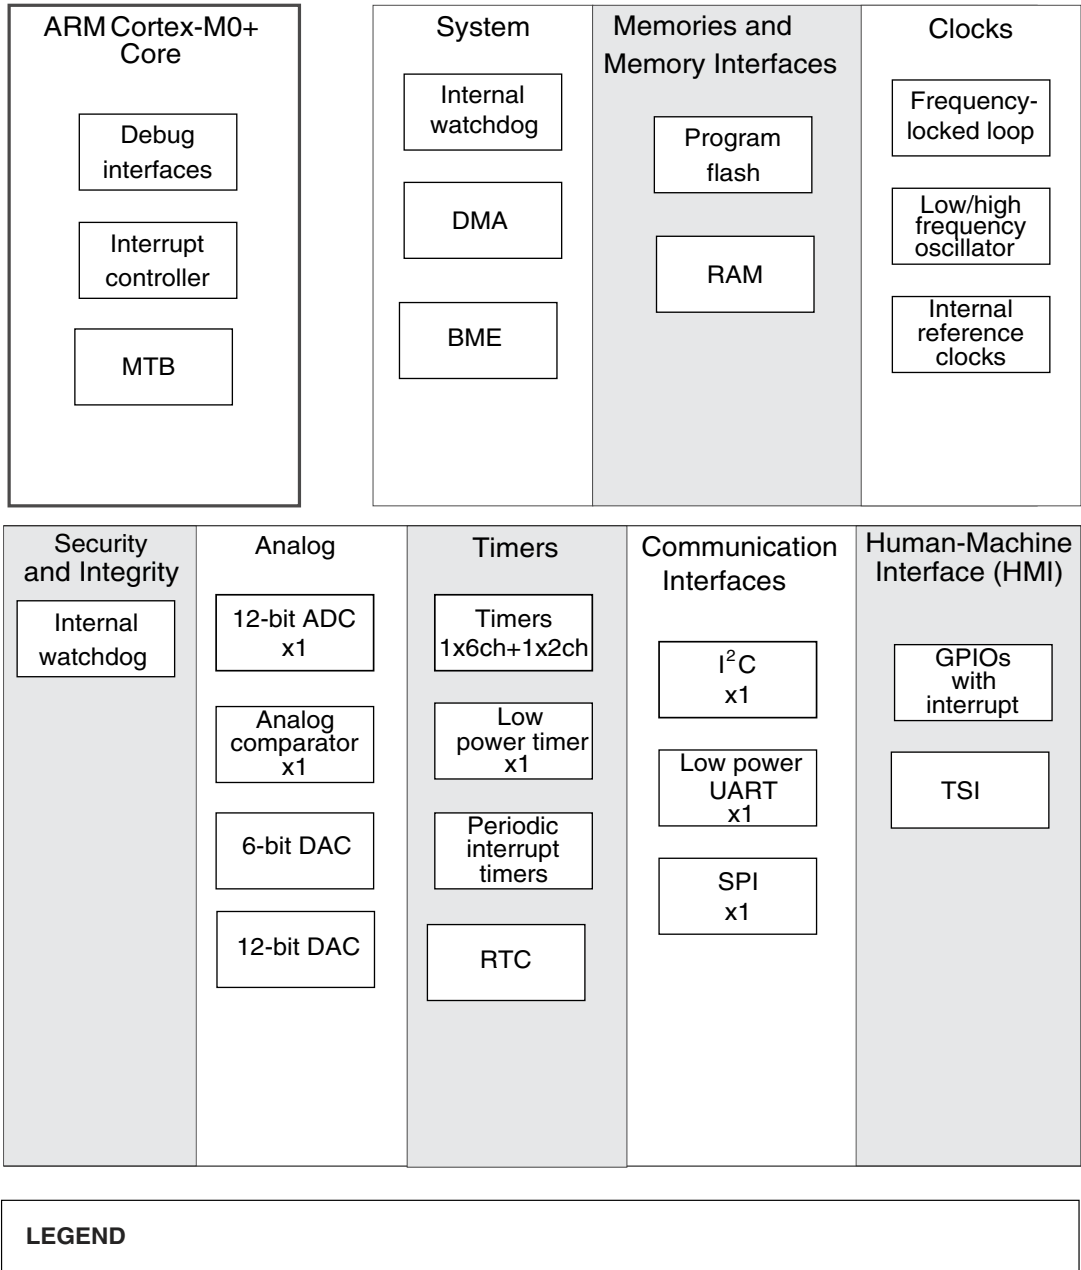 ARM Cortex-M0+
Core
Debug
interfaces
Interrupt
controller
MTB
System
Internal
watchdog
DMA
BME
Memories and
Memory Interfaces
Program
flash
RAM
Clocks
Frequency-
locked loop
Low/high
frequency
oscillator
Internal
reference
clocks
Security
and Integrity
Internal
watchdog
Analog
12-bit ADC
x1
Analog
comparator
x1
6-bit DAC
12-bit DAC
Timers
Timers
1x6ch+1x2ch
Low
power timer
x1
Periodic
interrupt
timers
RTC
Communication
Interfaces
I²C
x1
Low power
UART
x1
SPI
x1
Human-Machine
Interface (HMI)
GPIOs
with
interrupt
TSI
LEGEND